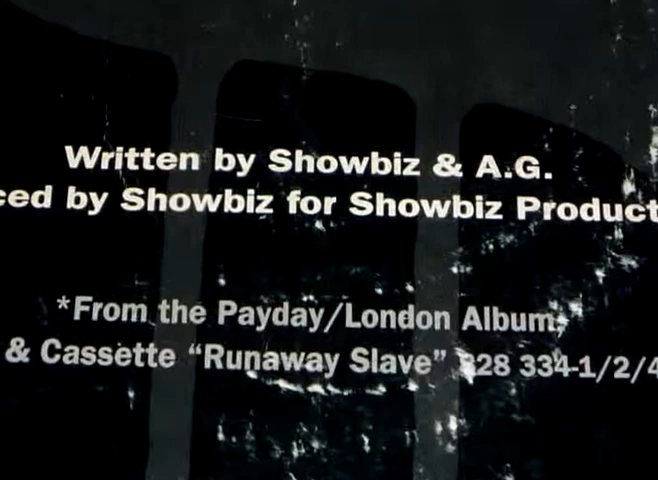 Written by Showbiz & A.G.
ced by Showbiz for Showbiz Product
*From the Payday/London Album,
& Cassette “Runaway Slave” 828 334-1/2/4